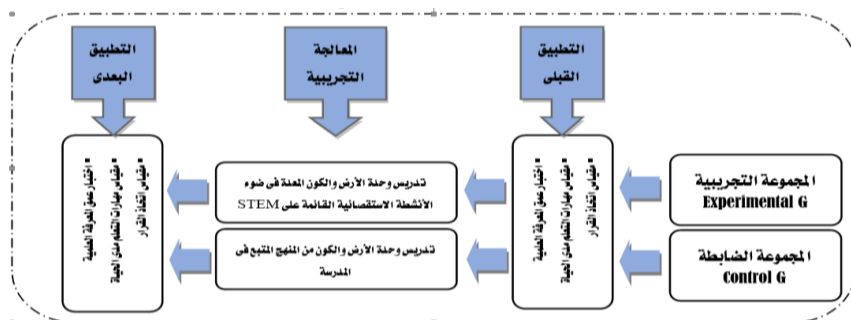 التطبيق
القبلى
المعالجة
التجريبية
التطبيق
البعدى
المجموعة التجريبية
Experimental G
المجموعة الضابطة
Control G
▪ اختبار عمق المعرفة العلمية
▪ مقياس مهارات التعلم مدى الحياة
▪ مقياس اتخاذ القرار
تدريس وحدة الأرض والكون المعدة فى ضوء
الأنشطة الاستقصائية القائمة على STEM
تدريس وحدة الأرض والكون من المنهج المتبع فى
المدرسة
▪ اختبار عمق المعرفة العلمية
▪ مقياس مهارات التعلم مدى الحياة
▪ مقياس اتخاذ القرار